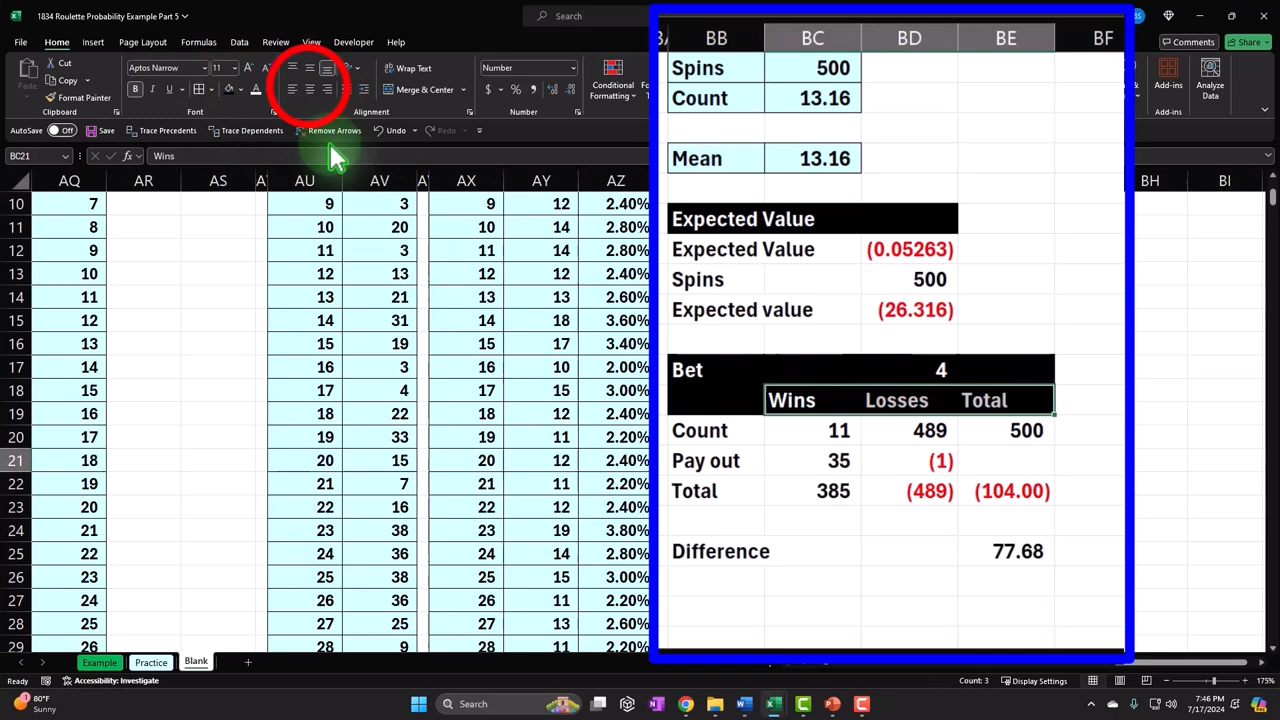 1834 Roulette Probability Example Part 5
Search
File Home Insert Page Layout Formulas Data Review View Developer Help
Comments Share
Cut
Copy
Paste
Format Painter
Clipboard
Aptos Narrow 11
Font
Wrap
Merge & Center
Alignment
Number
Number
Conditional
Formatting
Add-ins
Add-ins
Analyze
Data
AutoSave Off Save Trace Precedents Trace Dependents Remove Arrows Undo Redo
BC21 fx Wins
AQ AR AS AU AV AX AY AZ BH BI
10 7 9 3 9 12 2.40%
11 8 10 20 10 14 2.80%
12 9 11 3 11 14 2.80%
13 10 12 13 12 12 2.40%
14 11 13 21 13 13 2.60%
15 12 14 31 14 18 3.60%
16 13 15 19 15 17 3.40%
17 14 16 3 16 10 2.00%
18 15 17 4 17 15 3.00%
19 16 18 22 18 12 2.40%
20 17 19 33 19 11 2.20%
21 18 20 15 20 12 2.40%
22 19 21 7 21 11 2.20%
23 20 22 16 22 12 2.40%
24 21 23 38 23 19 3.80%
25 22 24 36 24 14 2.80%
26 23 25 38 25 15 3.00%
27 24 26 36 26 11 2.20%
28 25 27 25 27 13 2.60%
29 26 28 9 28 11 2.20%
BB BC BD BE BF
Spins 500
Count 13.16
Mean 13.16
Expected Value
Expected Value (0.05263)
Spins 500
Expected value (26.316)
Bet 4
Wins Losses Total
Count 11 489 500
Pay out 35 (1)
Total 385 (489) (104.00)
Difference 77.68
Example Practice Blank
Ready Accessibility: Investigate Count: 3 Display Settings 175%
80°F
Sunny
Search
7:46 PM
7/17/2024